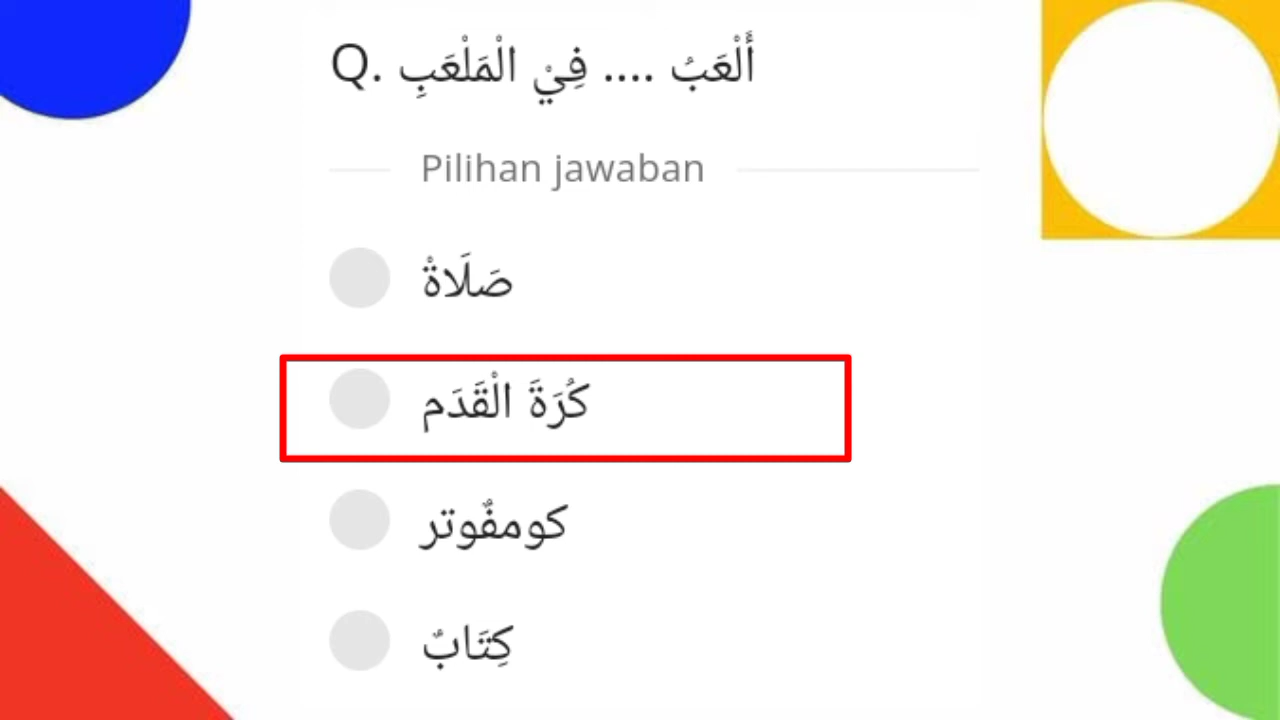 Q. أَلْعَبُ .... فِيْ الْمَلْعَبِ
Pilihan jawaban
صَلَاةْ
كُرَةَ الْقَدَم
كومفٌوتر
كِتَابٌ